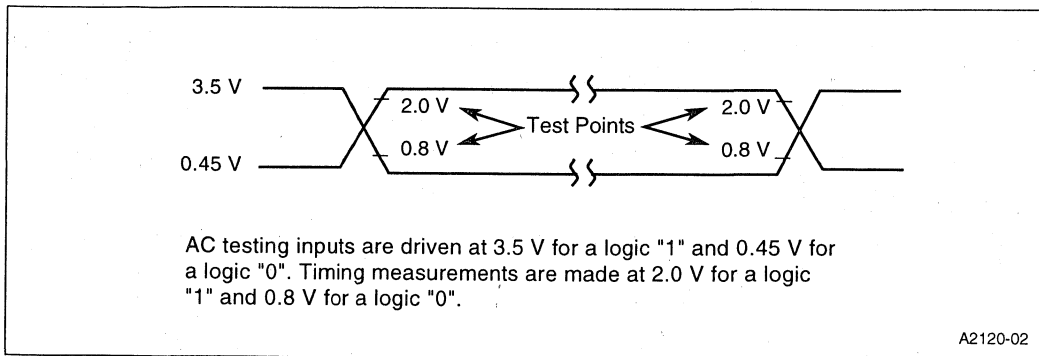 3.5 V
2.0 V
2.0 V
Test Points
0.8 V
0.8 V
0.45 V
AC testing inputs are driven at 3.5 V for a logic "1" and 0.45 V for
a logic "0". Timing measurements are made at 2.0 V for a logic
"1" and 0.8 V for a logic "0".
A2120-02